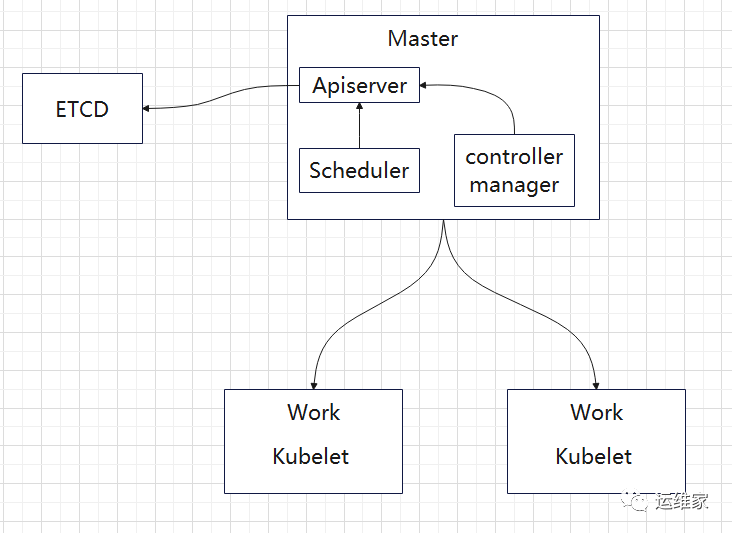 Master
Apiserver
ETCD
Scheduler
controller
manager
Work
Kubelet
Work
Kubelet
运维家